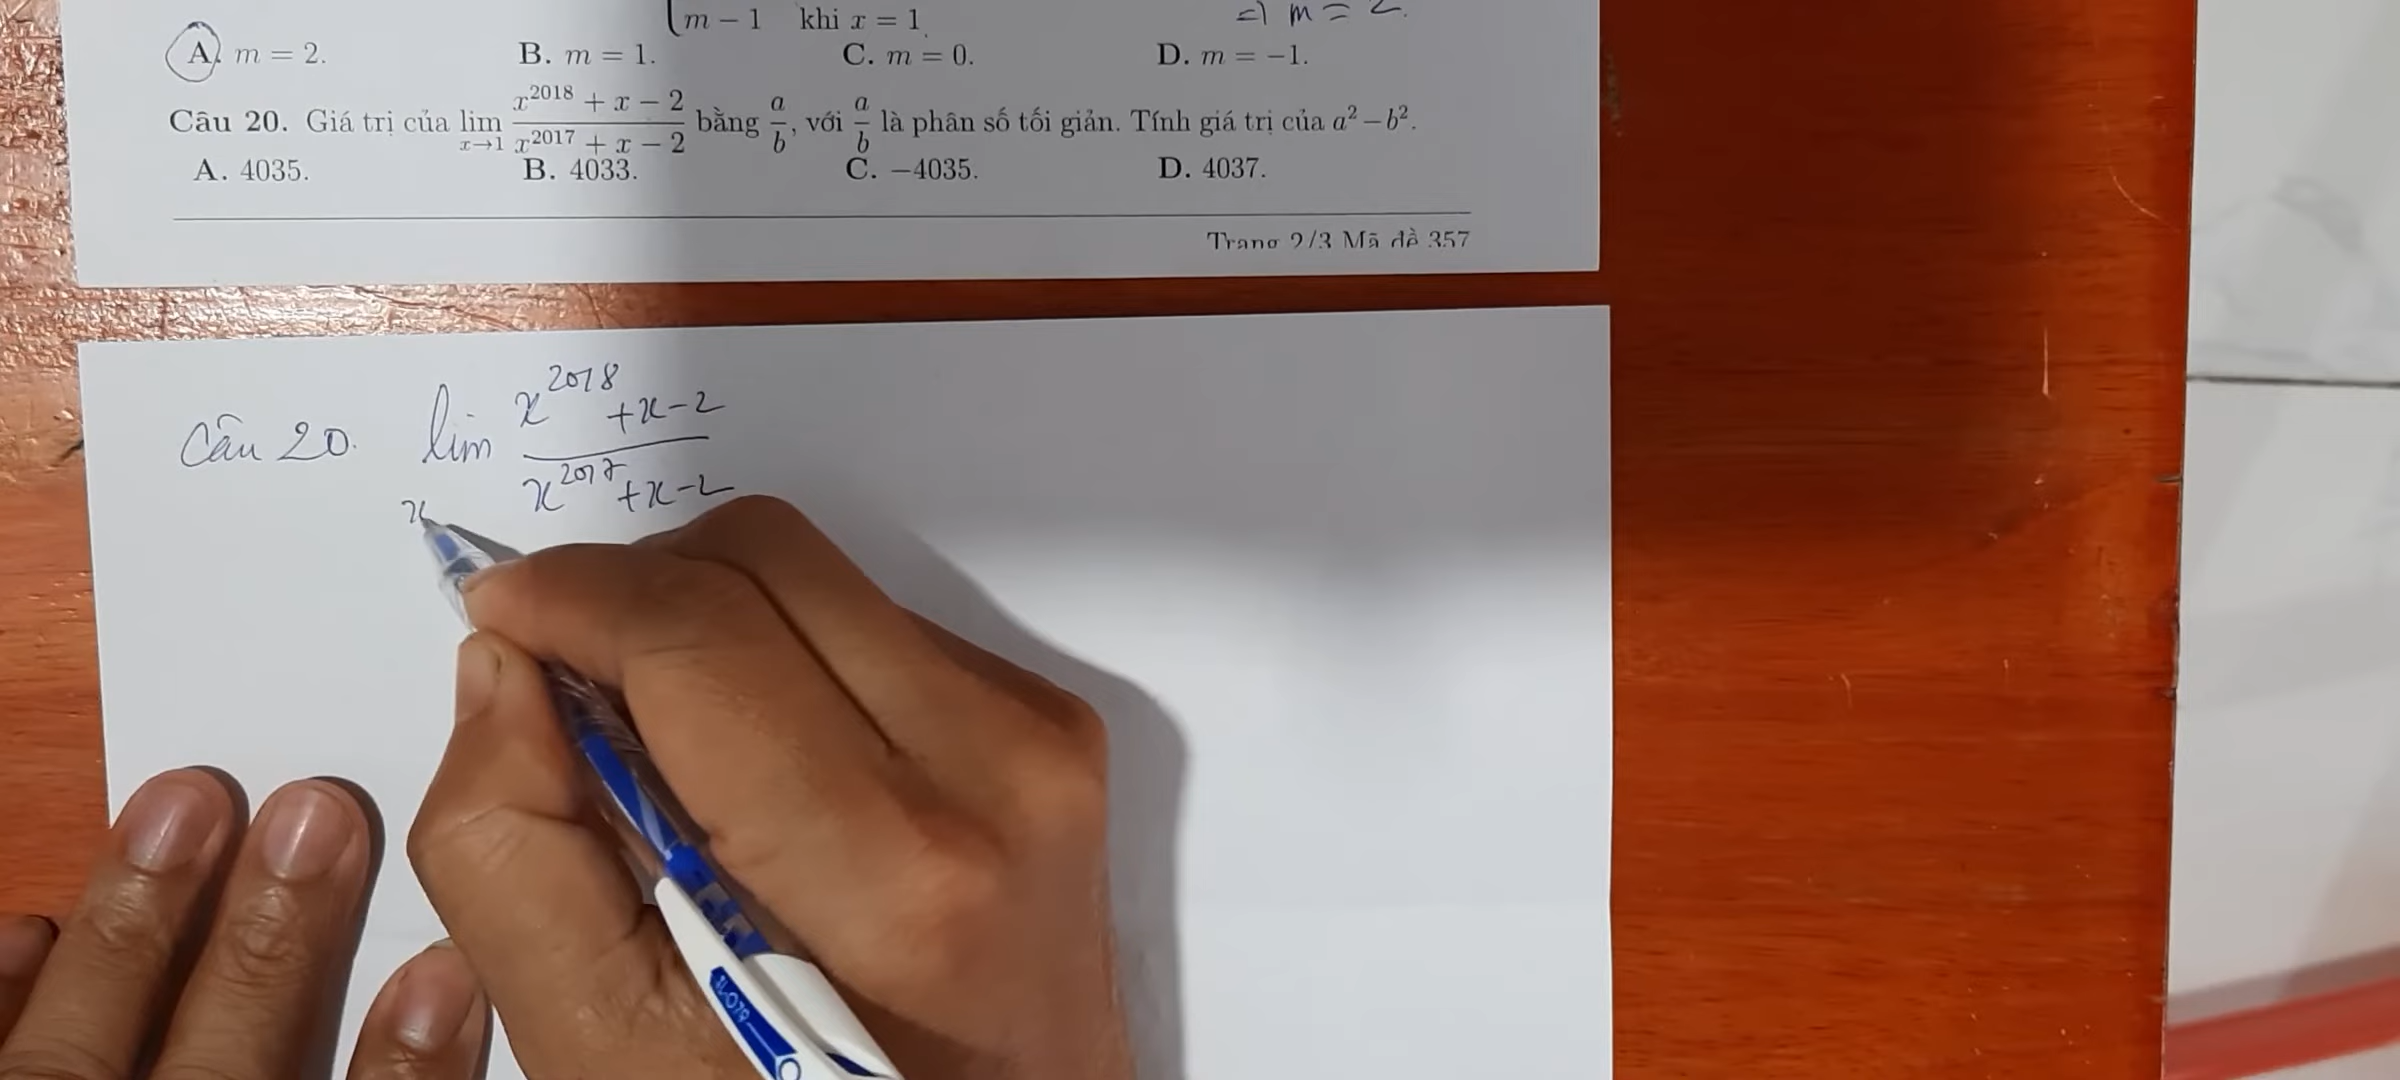 m − 1 khi x = 1
=> m = 2.
A. m = 2. B. m = 1. C. m = 0. D. m = −1.
Câu 20. Giá trị của lim x→1 (x^2018 + x − 2)/(x^2017 + x − 2) bằng a/b, với a/b là phân số tối giản. Tính giá trị của a² − b².
A. 4035. B. 4033. C. −4035. D. 4037.
Trang 2/3 Mã đề 357
Câu 20. lim x (x^2018 + x − 2)/(x^2017 + x − 2)